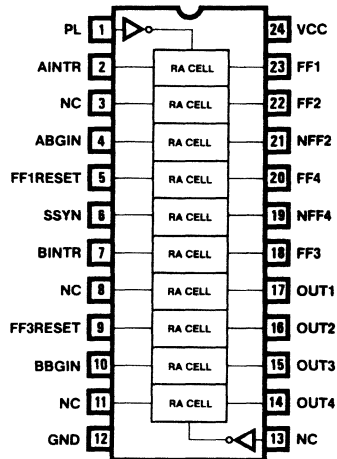 PL 1 24 VCC
AINTR 2 RA CELL 23 FF1
NC 3 RA CELL 22 FF2
ABGIN 4 RA CELL 21 NFF2
FF1RESET 5 RA CELL 20 FF4
SSYN 6 RA CELL 19 NFF4
BINTR 7 RA CELL 18 FF3
NC 8 RA CELL 17 OUT1
FF3RESET 9 RA CELL 16 OUT2
BBGIN 10 RA CELL 15 OUT3
NC 11 RA CELL 14 OUT4
GND 12 13 NC